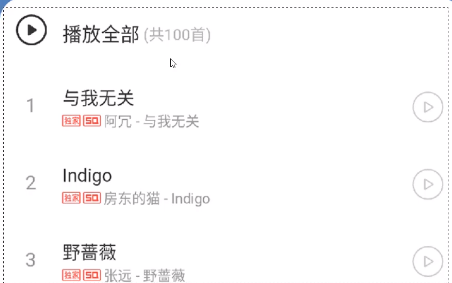 播放全部 (共100首)
1 与我无关
独家 SQ 阿冗 - 与我无关
2 Indigo
独家 SQ 房东的猫 - Indigo
3 野蔷薇
独家 SQ 张远 - 野蔷薇